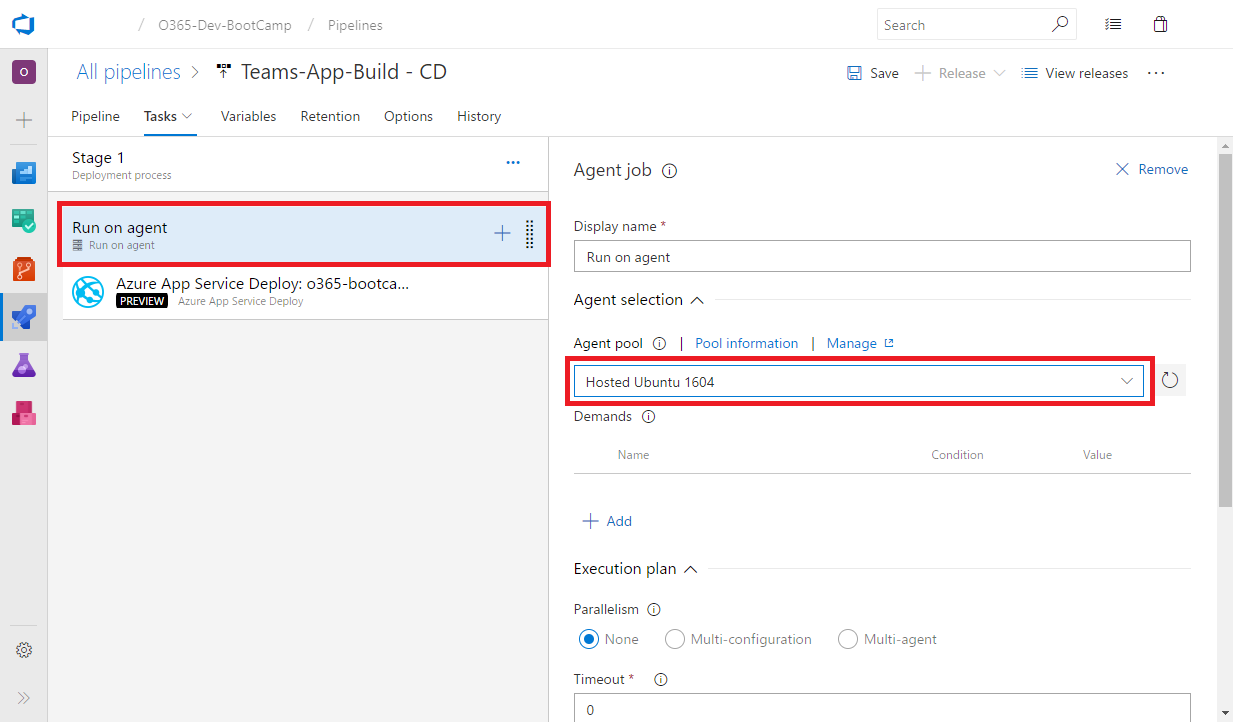 / O365-Dev-BootCamp / Pipelines
Search
O
All pipelines > Teams-App-Build - CD
Save Release View releases ...
Pipeline Tasks Variables Retention Options History
Stage 1
Deployment process
...
Run on agent
Run on agent
Azure App Service Deploy: o365-bootca...
PREVIEW Azure App Service Deploy
Agent job
Remove
Display name *
Run on agent
Agent selection
Agent pool | Pool information | Manage
Hosted Ubuntu 1604
Demands
Name Condition Value
Add
Execution plan
Parallelism
None Multi-configuration Multi-agent
Timeout *
0